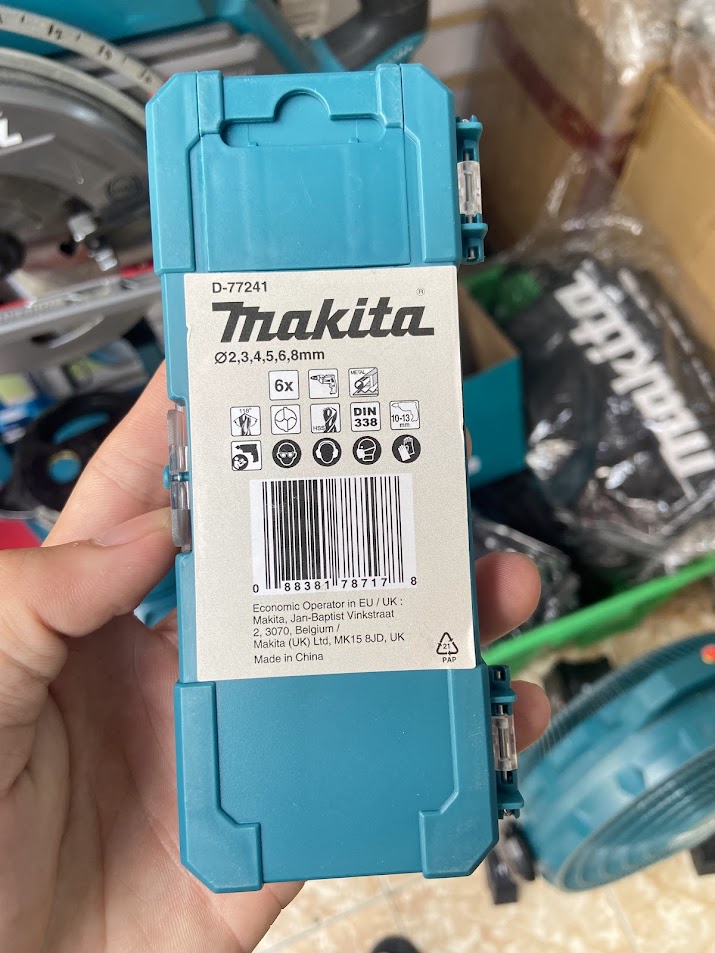 D-77241
makita®
Ø2,3,4,5,6,8mm
6x
METAL
118°
HSS
DIN
338
10-13
mm
0 88381 78717 8
Economic Operator in EU / UK :
Makita, Jan-Baptist Vinkstraat
2, 3070, Belgium /
Makita (UK) Ltd, MK15 8JD, UK
Made in China
21
PAP
makita